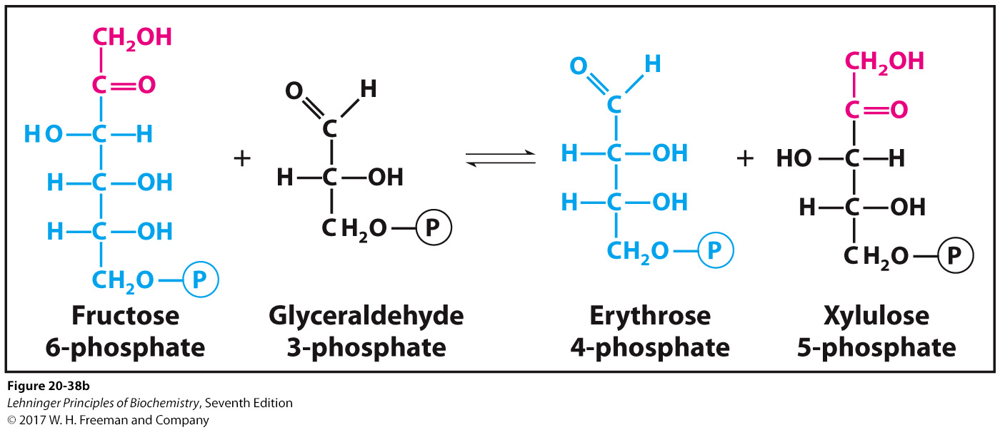 CH2OH
C=O
HO—C—H
H—C—OH
H—C—OH
CH2O—P
Fructose
6-phosphate
+
O H
C
H—C—OH
CH2O—P
Glyceraldehyde
3-phosphate
⇌
O H
C
H—C—OH
H—C—OH
CH2O—P
Erythrose
4-phosphate
+
CH2OH
C=O
HO—C—H
H—C—OH
CH2O—P
Xylulose
5-phosphate
Figure 20-38b
Lehninger Principles of Biochemistry, Seventh Edition
© 2017 W. H. Freeman and Company